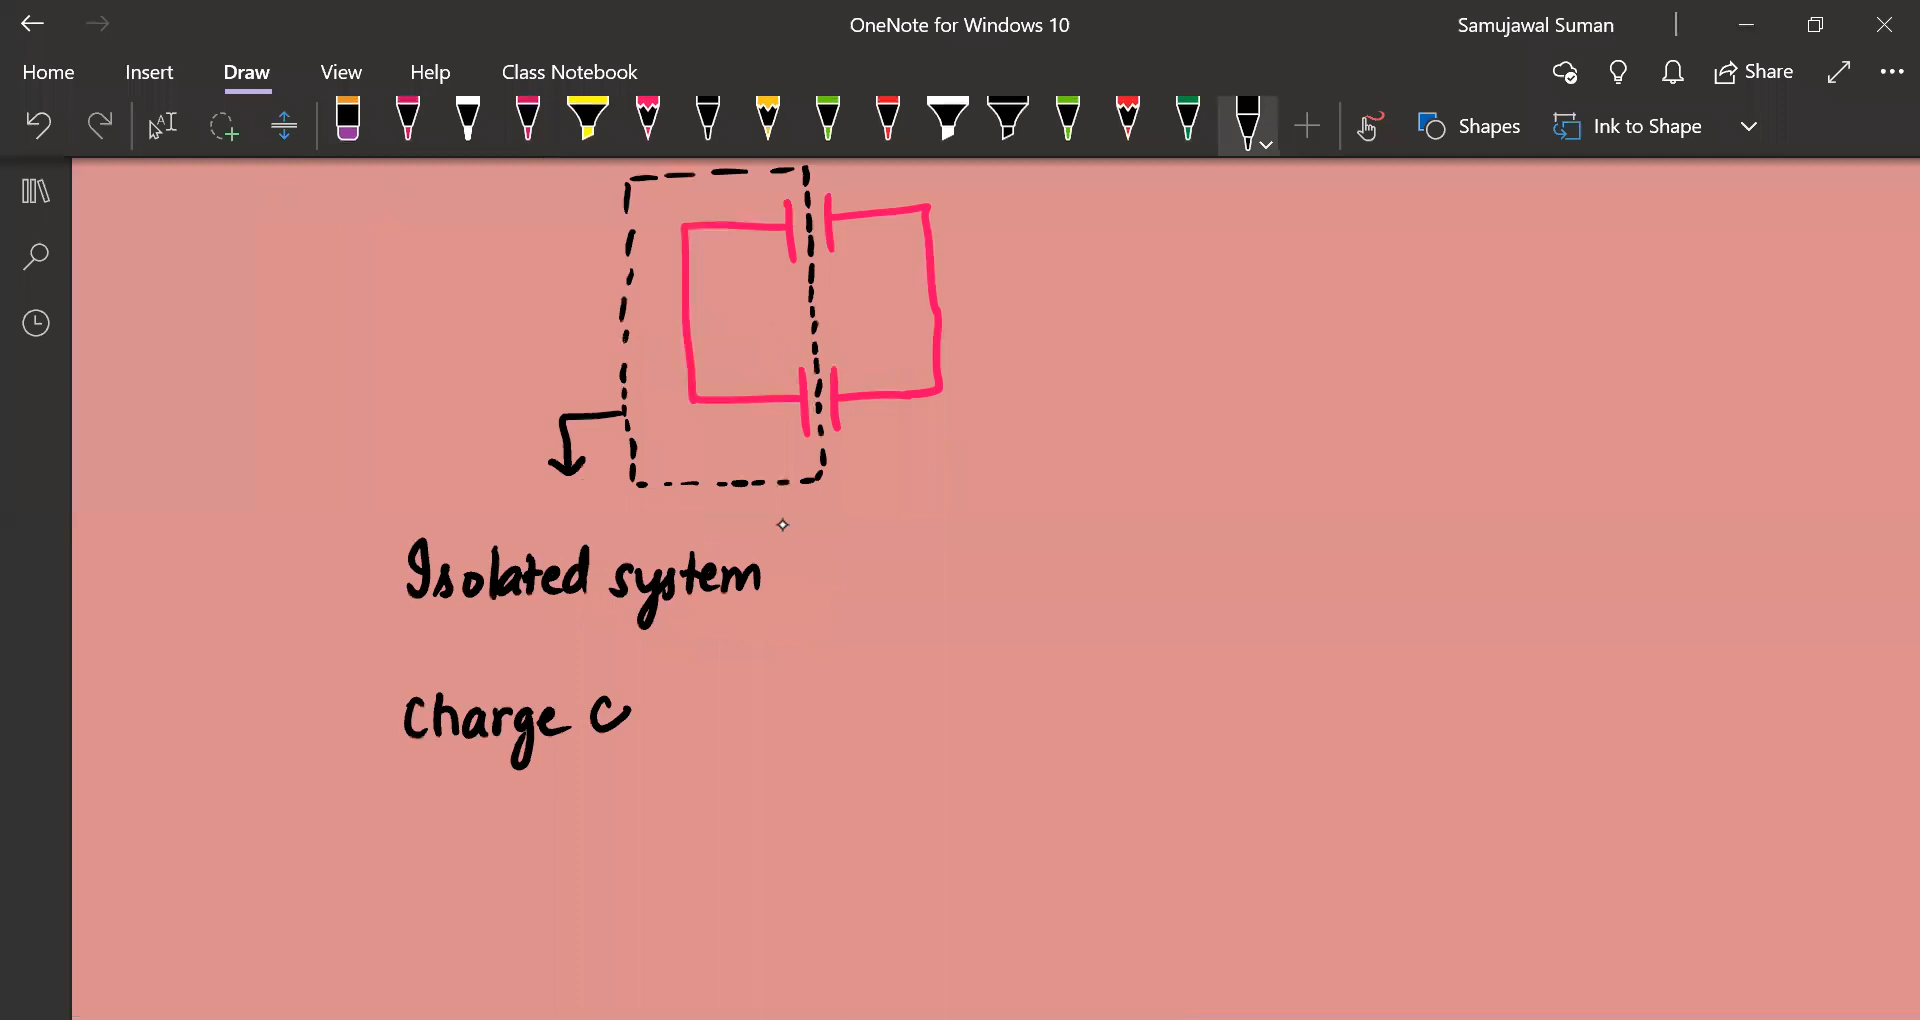 OneNote for Windows 10 Samujawal Suman
Home Insert Draw View Help Class Notebook Share
Shapes Ink to Shape
Isolated system
Charge C